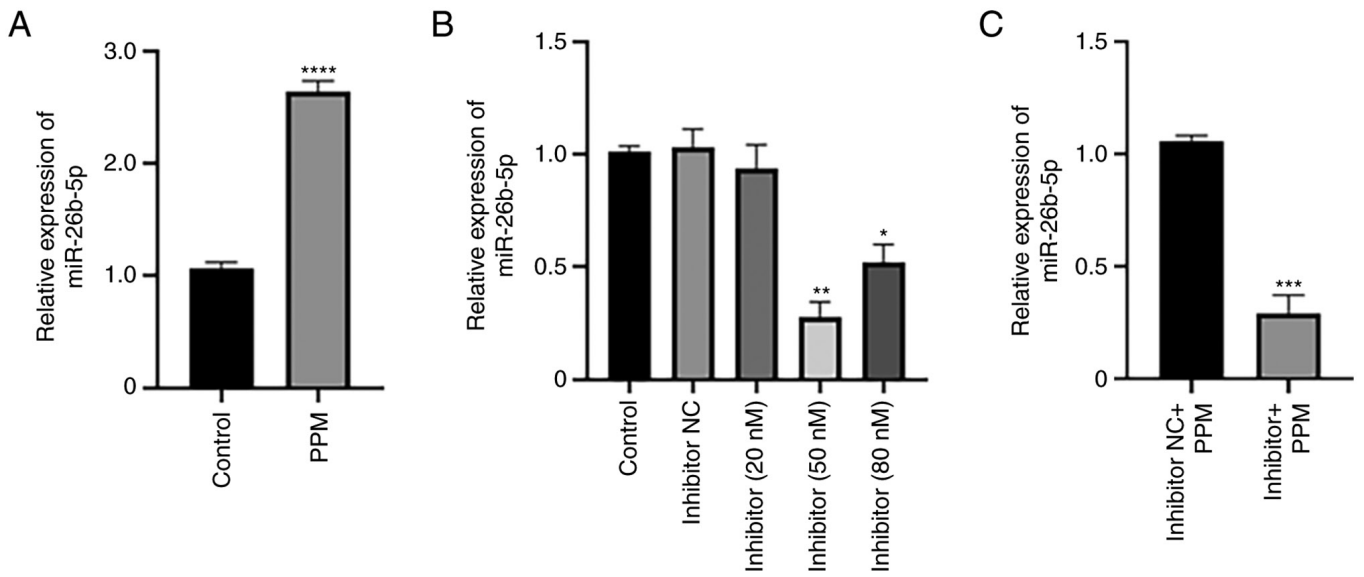 A
Relative expression of
miR-26b-5p
3.0
2.0
1.0
0
****
Control
PPM
B
Relative expression of
miR-26b-5p
1.5
1.0
0.5
0
**
*
Control
Inhibitor NC
Inhibitor (20 nM)
Inhibitor (50 nM)
Inhibitor (80 nM)
C
Relative expression of
miR-26b-5p
1.5
1.0
0.5
0
***
Inhibitor NC+
PPM
Inhibitor+
PPM